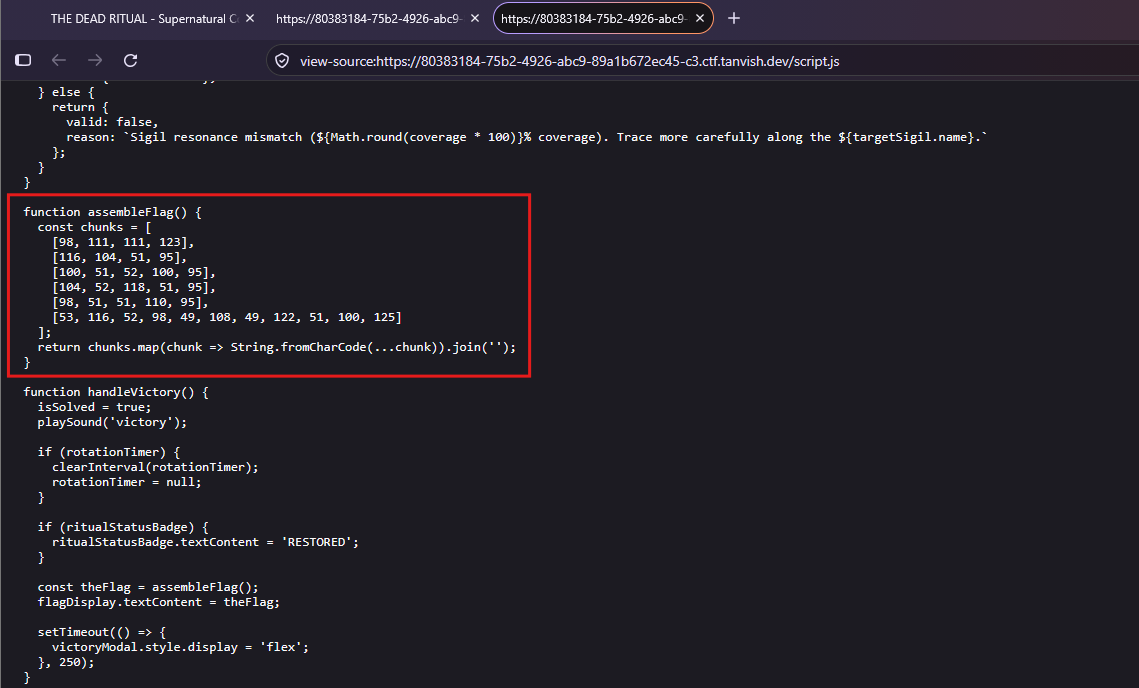 THE DEAD RITUAL - Supernatural C
https://80383184-75b2-4926-abc9-
https://80383184-75b2-4926-abc9-
view-source:https://80383184-75b2-4926-abc9-89a1b672ec45-c3.ctf.tanvish.dev/script.js
} else {
return {
valid: false,
reason: `Sigil resonance mismatch (${Math.round(coverage * 100)}% coverage). Trace more carefully along the ${targetSigil.name}.`
};
}
}
function assembleFlag() {
const chunks = [
[98, 111, 111, 123],
[116, 104, 51, 95],
[100, 51, 52, 100, 95],
[104, 52, 118, 51, 95],
[98, 51, 51, 110, 95],
[53, 116, 52, 98, 49, 108, 49, 122, 51, 100, 125]
];
return chunks.map(chunk => String.fromCharCode(...chunk)).join('');
}
function handleVictory() {
isSolved = true;
playSound('victory');
if (rotationTimer) {
clearInterval(rotationTimer);
rotationTimer = null;
}
if (ritualStatusBadge) {
ritualStatusBadge.textContent = 'RESTORED';
}
const theFlag = assembleFlag();
flagDisplay.textContent = theFlag;
setTimeout(() => {
victoryModal.style.display = 'flex';
}, 250);
}